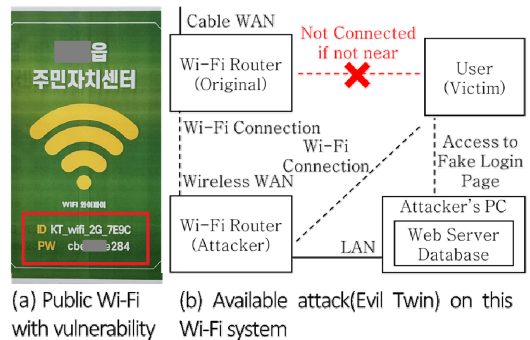 읍
주민자치센터
WIFI 와이파이
ID KT_wifi_2G_7E9C
PW cbc e284
(a) Public Wi-Fi
with vulnerability
Cable WAN
Wi-Fi Router
(Original)
Not Connected
if not near
User
(Victim)
Wi-Fi Connection
Wi-Fi
Connection
Access to
Fake Login
Page
Wireless WAN
Wi-Fi Router
(Attacker)
LAN
Attacker's PC
Web Server
Database
(b) Available attack(Evil Twin) on this
Wi-Fi system